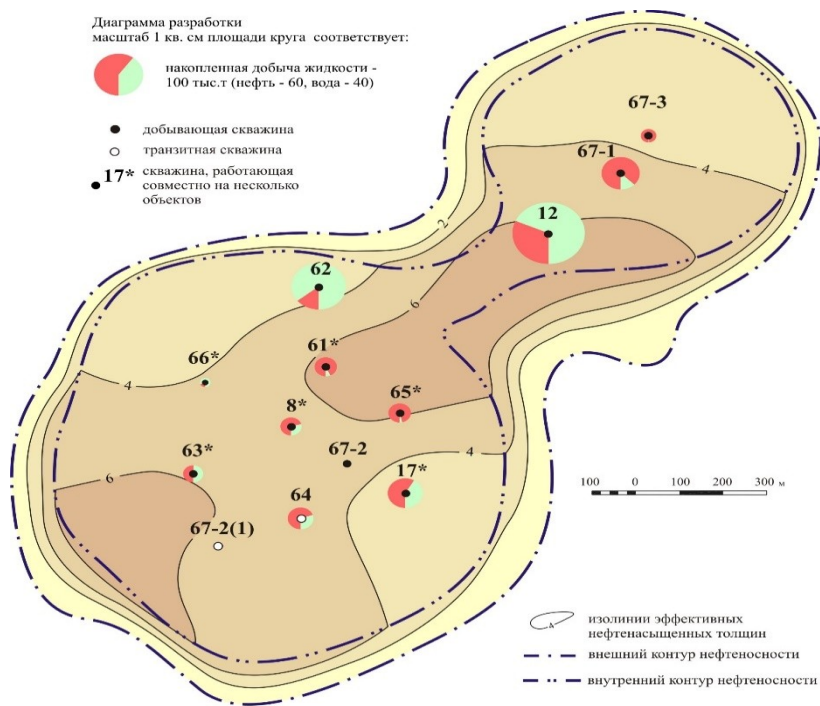 Диаграмма разработки
масштаб 1 кв. см площади круга соответствует:
накопленная добыча жидкости -
100 тыс.т (нефть - 60, вода - 40)
добывающая скважина
транзитная скважина
17*
скважина, работающая
совместно на несколько
объектов
67-3
67-1
4
12
2
62
6
61*
66*
4
65*
8*
67-2
4
63*
17*
6
64
67-2(1)
100 0 100 200 300 м
4
изолинии эффективных
нефтенасыщенных толщин
внешний контур нефтеносности
внутренний контур нефтеносности